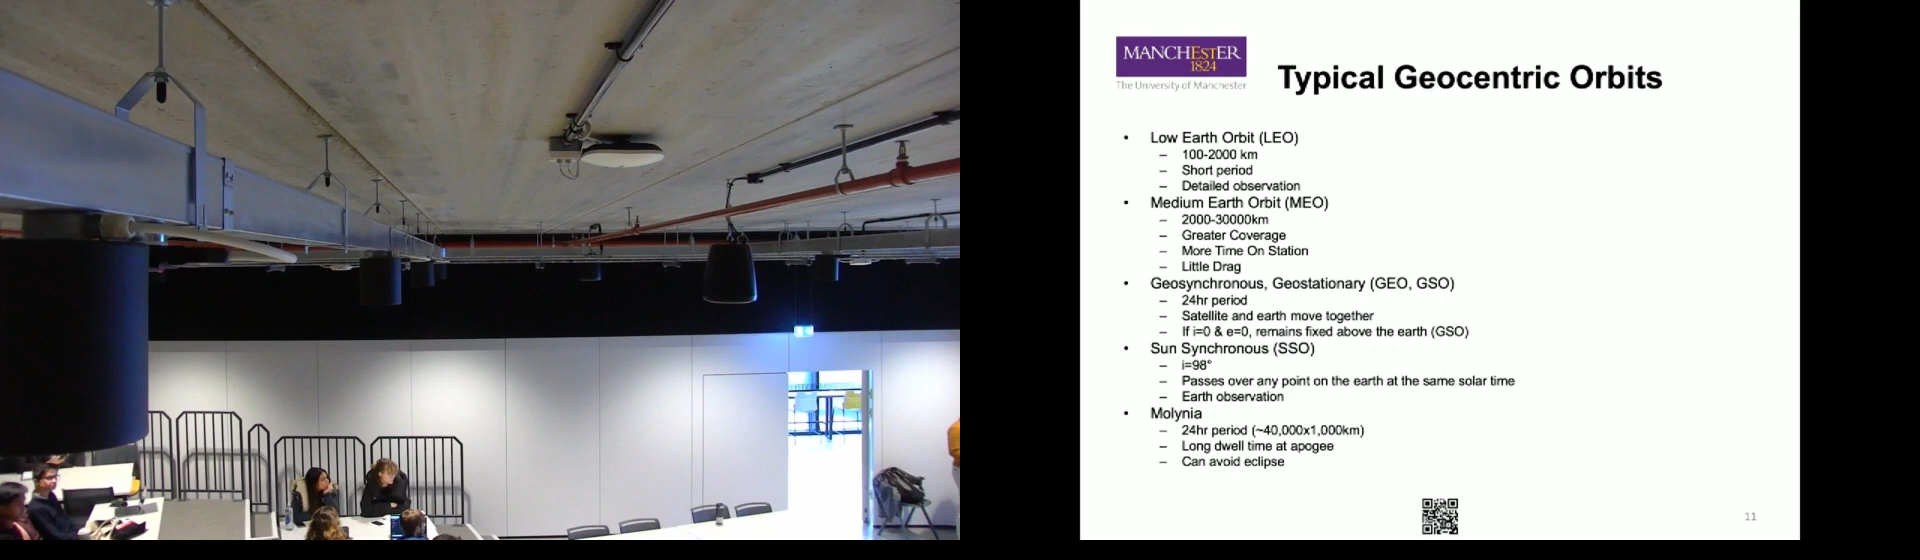 MANCHESTER
1824
The University of Manchester
Typical Geocentric Orbits
• Low Earth Orbit (LEO)
– 100-2000 km
– Short period
– Detailed observation
• Medium Earth Orbit (MEO)
– 2000-30000km
– Greater Coverage
– More Time On Station
– Little Drag
• Geosynchronous, Geostationary (GEO, GSO)
– 24hr period
– Satellite and earth move together
– If i=0 & e=0, remains fixed above the earth (GSO)
• Sun Synchronous (SSO)
– i=98°
– Passes over any point on the earth at the same solar time
– Earth observation
• Molynia
– 24hr period (~40,000x1,000km)
– Long dwell time at apogee
– Can avoid eclipse
11